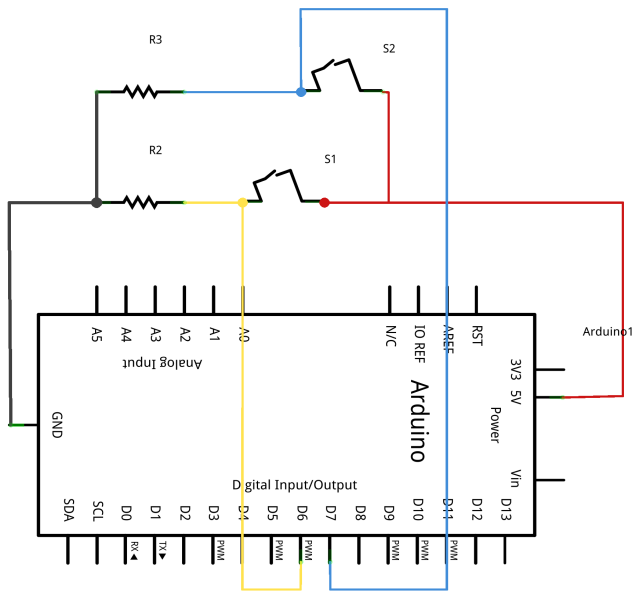 R3
S2
R2
S1
A5
A4
A3
A2
A1
A0
N/C
IO REF
AREF
RST
Arduino1
Analog Input
3V3
5V
Power
Arduino
GND
Vin
Digital Input/Output
SDA
SCL
D0
D1
D2
D3
D4
D5
D6
D7
D8
D9
D10
D11
D12
D13
RX ◀
TX ▶
PWM
PWM
PWM
PWM
PWM
PWM